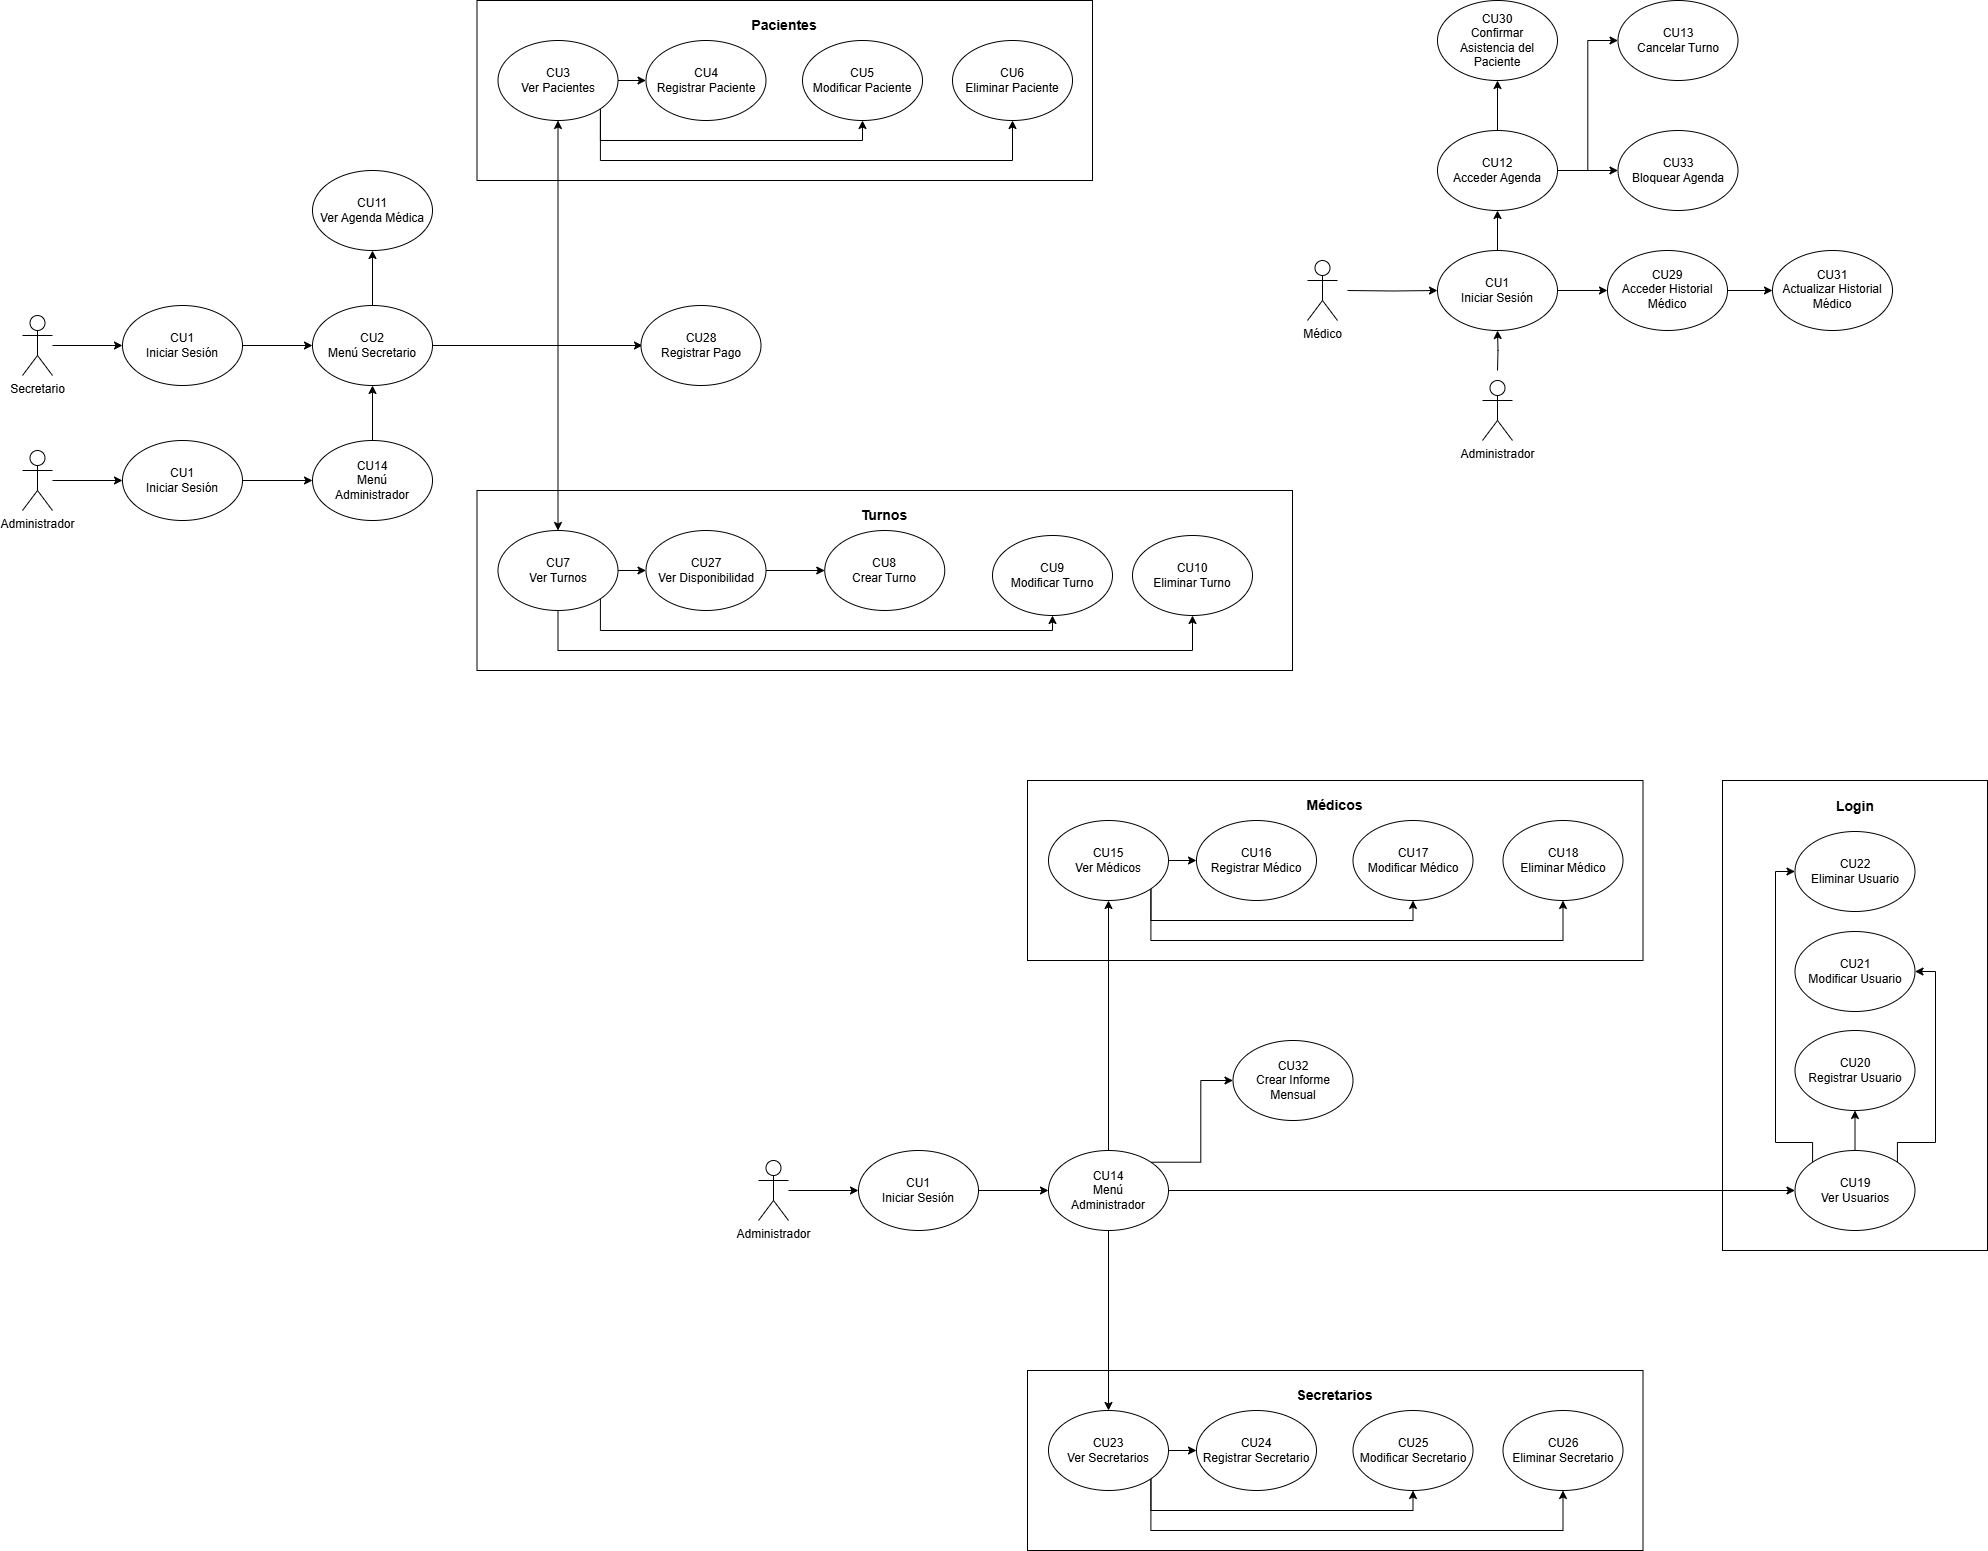 Pacientes
CU3
Ver Pacientes
CU4
Registrar Paciente
CU5
Modificar Paciente
CU6
Eliminar Paciente
CU11
Ver Agenda Médica
Secretario
CU1
Iniciar Sesión
CU2
Menú Secretario
CU28
Registrar Pago
Administrador
CU1
Iniciar Sesión
CU14
Menú
Administrador
Turnos
CU7
Ver Turnos
CU27
Ver Disponibilidad
CU8
Crear Turno
CU9
Modificar Turno
CU10
Eliminar Turno
CU30
Confirmar
Asistencia del
Paciente
CU13
Cancelar Turno
CU12
Acceder Agenda
CU33
Bloquear Agenda
Médico
CU1
Iniciar Sesión
CU29
Acceder Historial
Médico
CU31
Actualizar Historial
Médico
Administrador
Médicos
CU15
Ver Médicos
CU16
Registrar Médico
CU17
Modificar Médico
CU18
Eliminar Médico
Login
CU22
Eliminar Usuario
CU21
Modificar Usuario
CU20
Registrar Usuario
CU19
Ver Usuarios
CU32
Crear Informe
Mensual
Administrador
CU1
Iniciar Sesión
CU14
Menú
Administrador
Secretarios
CU23
Ver Secretarios
CU24
Registrar Secretario
CU25
Modificar Secretario
CU26
Eliminar Secretario